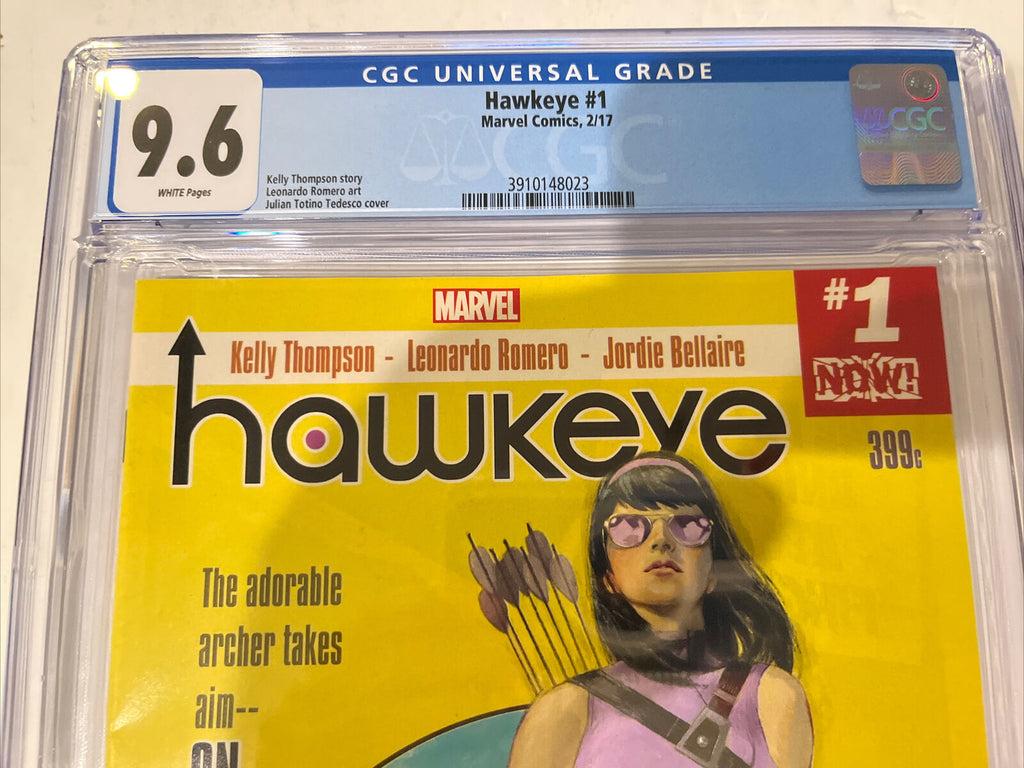 CGC UNIVERSAL GRADE
9.6
WHITE Pages
Hawkeye #1
Marvel Comics, 2/17
CGC
Kelly Thompson story
Leonardo Romero art
Julian Totino Tedesco cover
3910148023
CGC
MARVEL
#1
NOW!
Kelly Thompson - Leonardo Romero - Jordie Bellaire
hawkeye
399c
The adorable
archer takes
aim--
ON